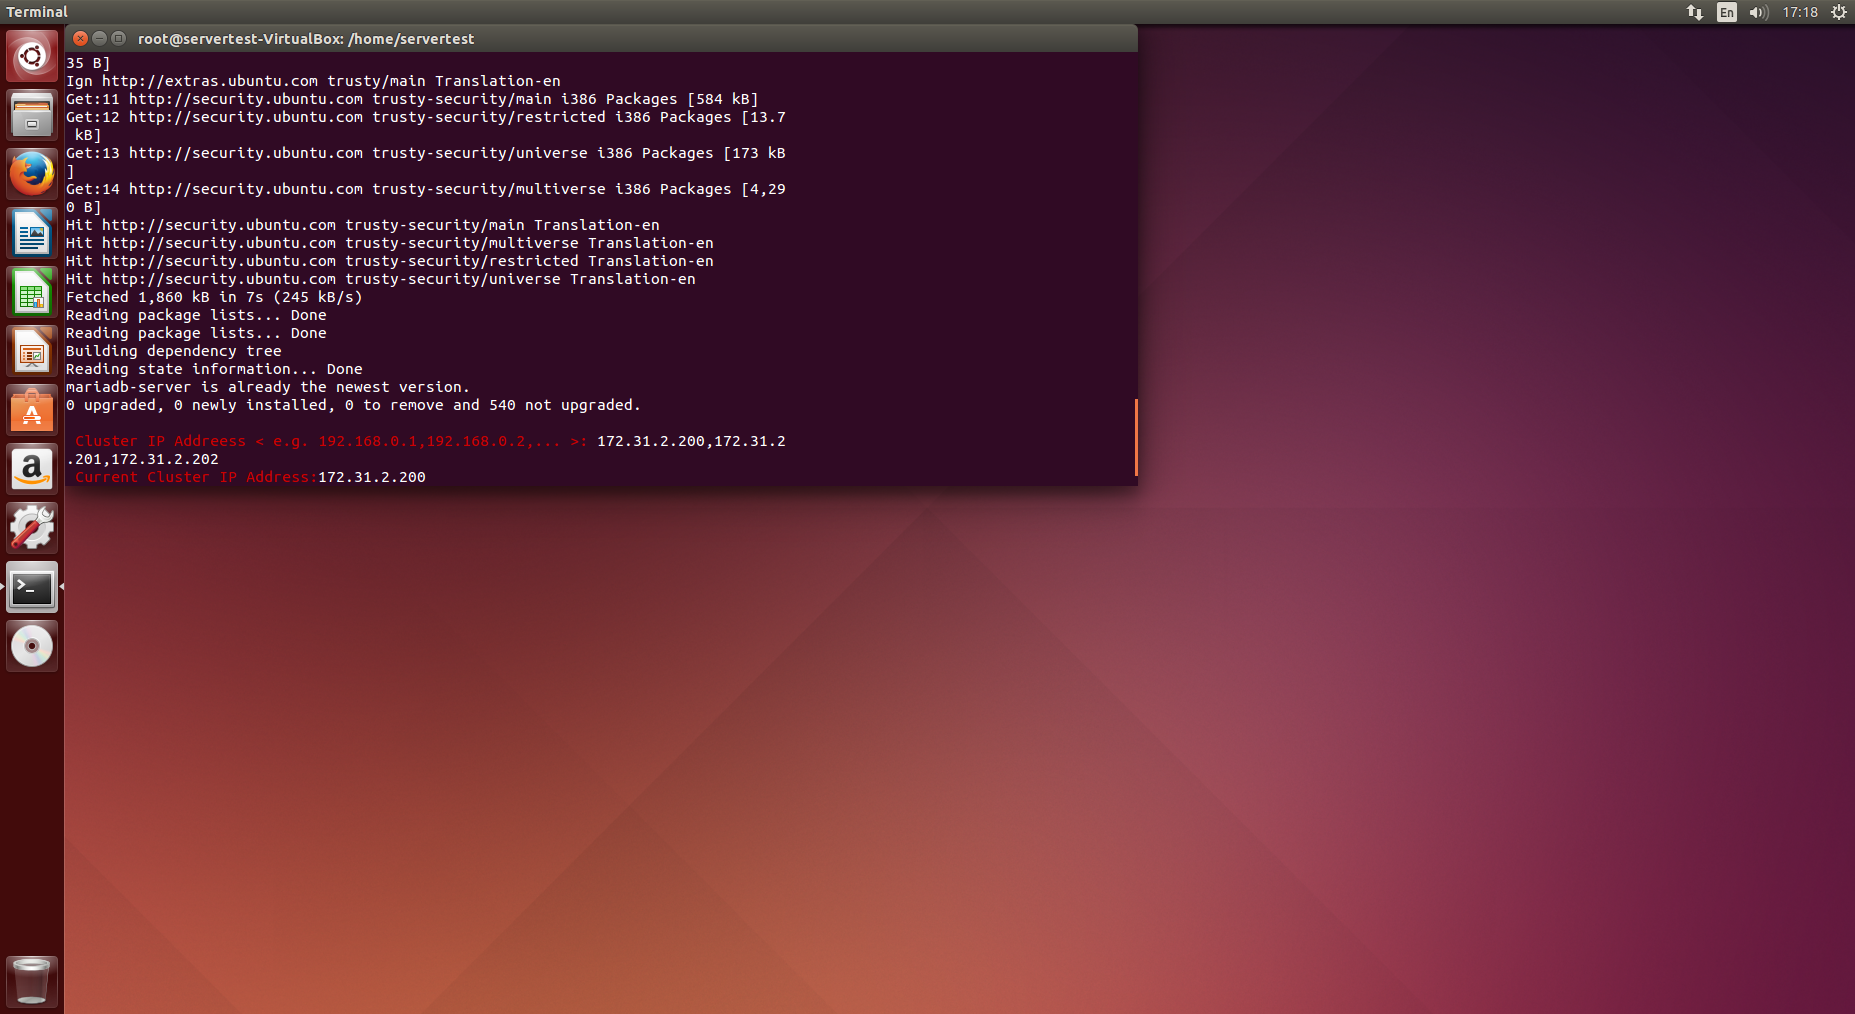 Terminal
En
17:18
root@servertest-VirtualBox: /home/servertest
35 B]
Ign http://extras.ubuntu.com trusty/main Translation-en
Get:11 http://security.ubuntu.com trusty-security/main i386 Packages [584 kB]
Get:12 http://security.ubuntu.com trusty-security/restricted i386 Packages [13.7
 kB]
Get:13 http://security.ubuntu.com trusty-security/universe i386 Packages [173 kB
]
Get:14 http://security.ubuntu.com trusty-security/multiverse i386 Packages [4,29
0 B]
Hit http://security.ubuntu.com trusty-security/main Translation-en
Hit http://security.ubuntu.com trusty-security/multiverse Translation-en
Hit http://security.ubuntu.com trusty-security/restricted Translation-en
Hit http://security.ubuntu.com trusty-security/universe Translation-en
Fetched 1,860 kB in 7s (245 kB/s)
Reading package lists... Done
Reading package lists... Done
Building dependency tree
Reading state information... Done
mariadb-server is already the newest version.
0 upgraded, 0 newly installed, 0 to remove and 540 not upgraded.
Cluster IP Addreess < e.g. 192.168.0.1,192.168.0.2,... >: 172.31.2.200,172.31.2
.201,172.31.2.202
Current Cluster IP Address:172.31.2.200